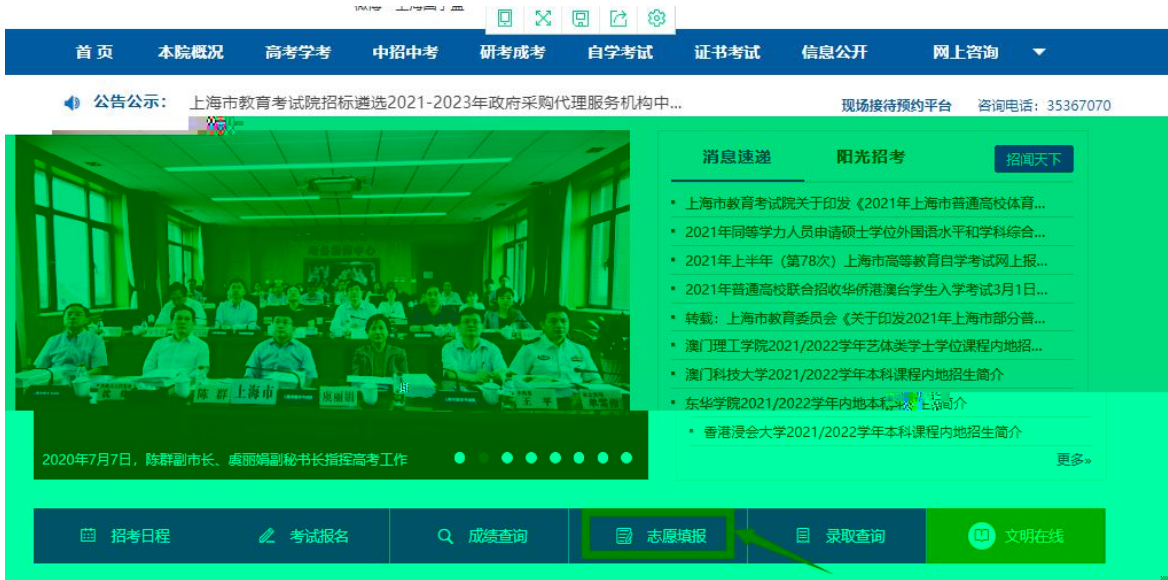 首页 本院概况 高考学考 中招中考 研考成考 自学考试 证书考试 信息公开 网上咨询
公告公示： 上海市教育考试院招标遴选2021-2023年政府采购代理服务机构中... 现场接待预约平台 咨询电话：35367070
消息速递 阳光招考 招闻天下
上海市教育考试院关于印发《2021年上海市普通高校体育...
2021年同等学力人员申请硕士学位外国语水平和学科综合...
2021年上半年（第78次）上海市高等教育自学考试网上报...
2021年普通高校联合招收华侨港澳台学生入学考试3月1日...
转载：上海市教育委员会《关于印发2021年上海市部分普...
澳门理工学院2021/2022学年艺体类学士学位课程内地招...
澳门科技大学2021/2022学年本科课程内地招生简介
东华学院2021/2022学年内地本科 简介
香港浸会大学2021/2022学年本科课程内地招生简介
更多»
陈群 上海市 虞丽娟 王平
2020年7月7日，陈群副市长、虞丽娟副秘书长指挥高考工作
招考日程 考试报名 成绩查询 志愿填报 录取查询 文明在线